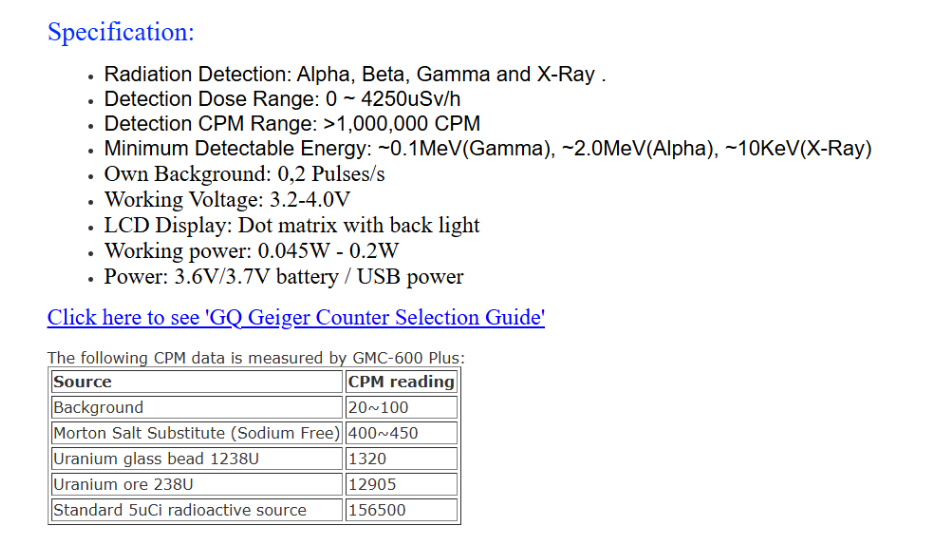 Specification:
• Radiation Detection: Alpha, Beta, Gamma and X-Ray .
• Detection Dose Range: 0 ~ 4250uSv/h
• Detection CPM Range: >1,000,000 CPM
• Minimum Detectable Energy: ~0.1MeV(Gamma), ~2.0MeV(Alpha), ~10KeV(X-Ray)
• Own Background: 0,2 Pulses/s
• Working Voltage: 3.2-4.0V
• LCD Display: Dot matrix with back light
• Working power: 0.045W - 0.2W
• Power: 3.6V/3.7V battery / USB power
Click here to see 'GQ Geiger Counter Selection Guide'
The following CPM data is measured by GMC-600 Plus:
Source CPM reading
Background 20~100
Morton Salt Substitute (Sodium Free) 400~450
Uranium glass bead 1238U 1320
Uranium ore 238U 12905
Standard 5uCi radioactive source 156500